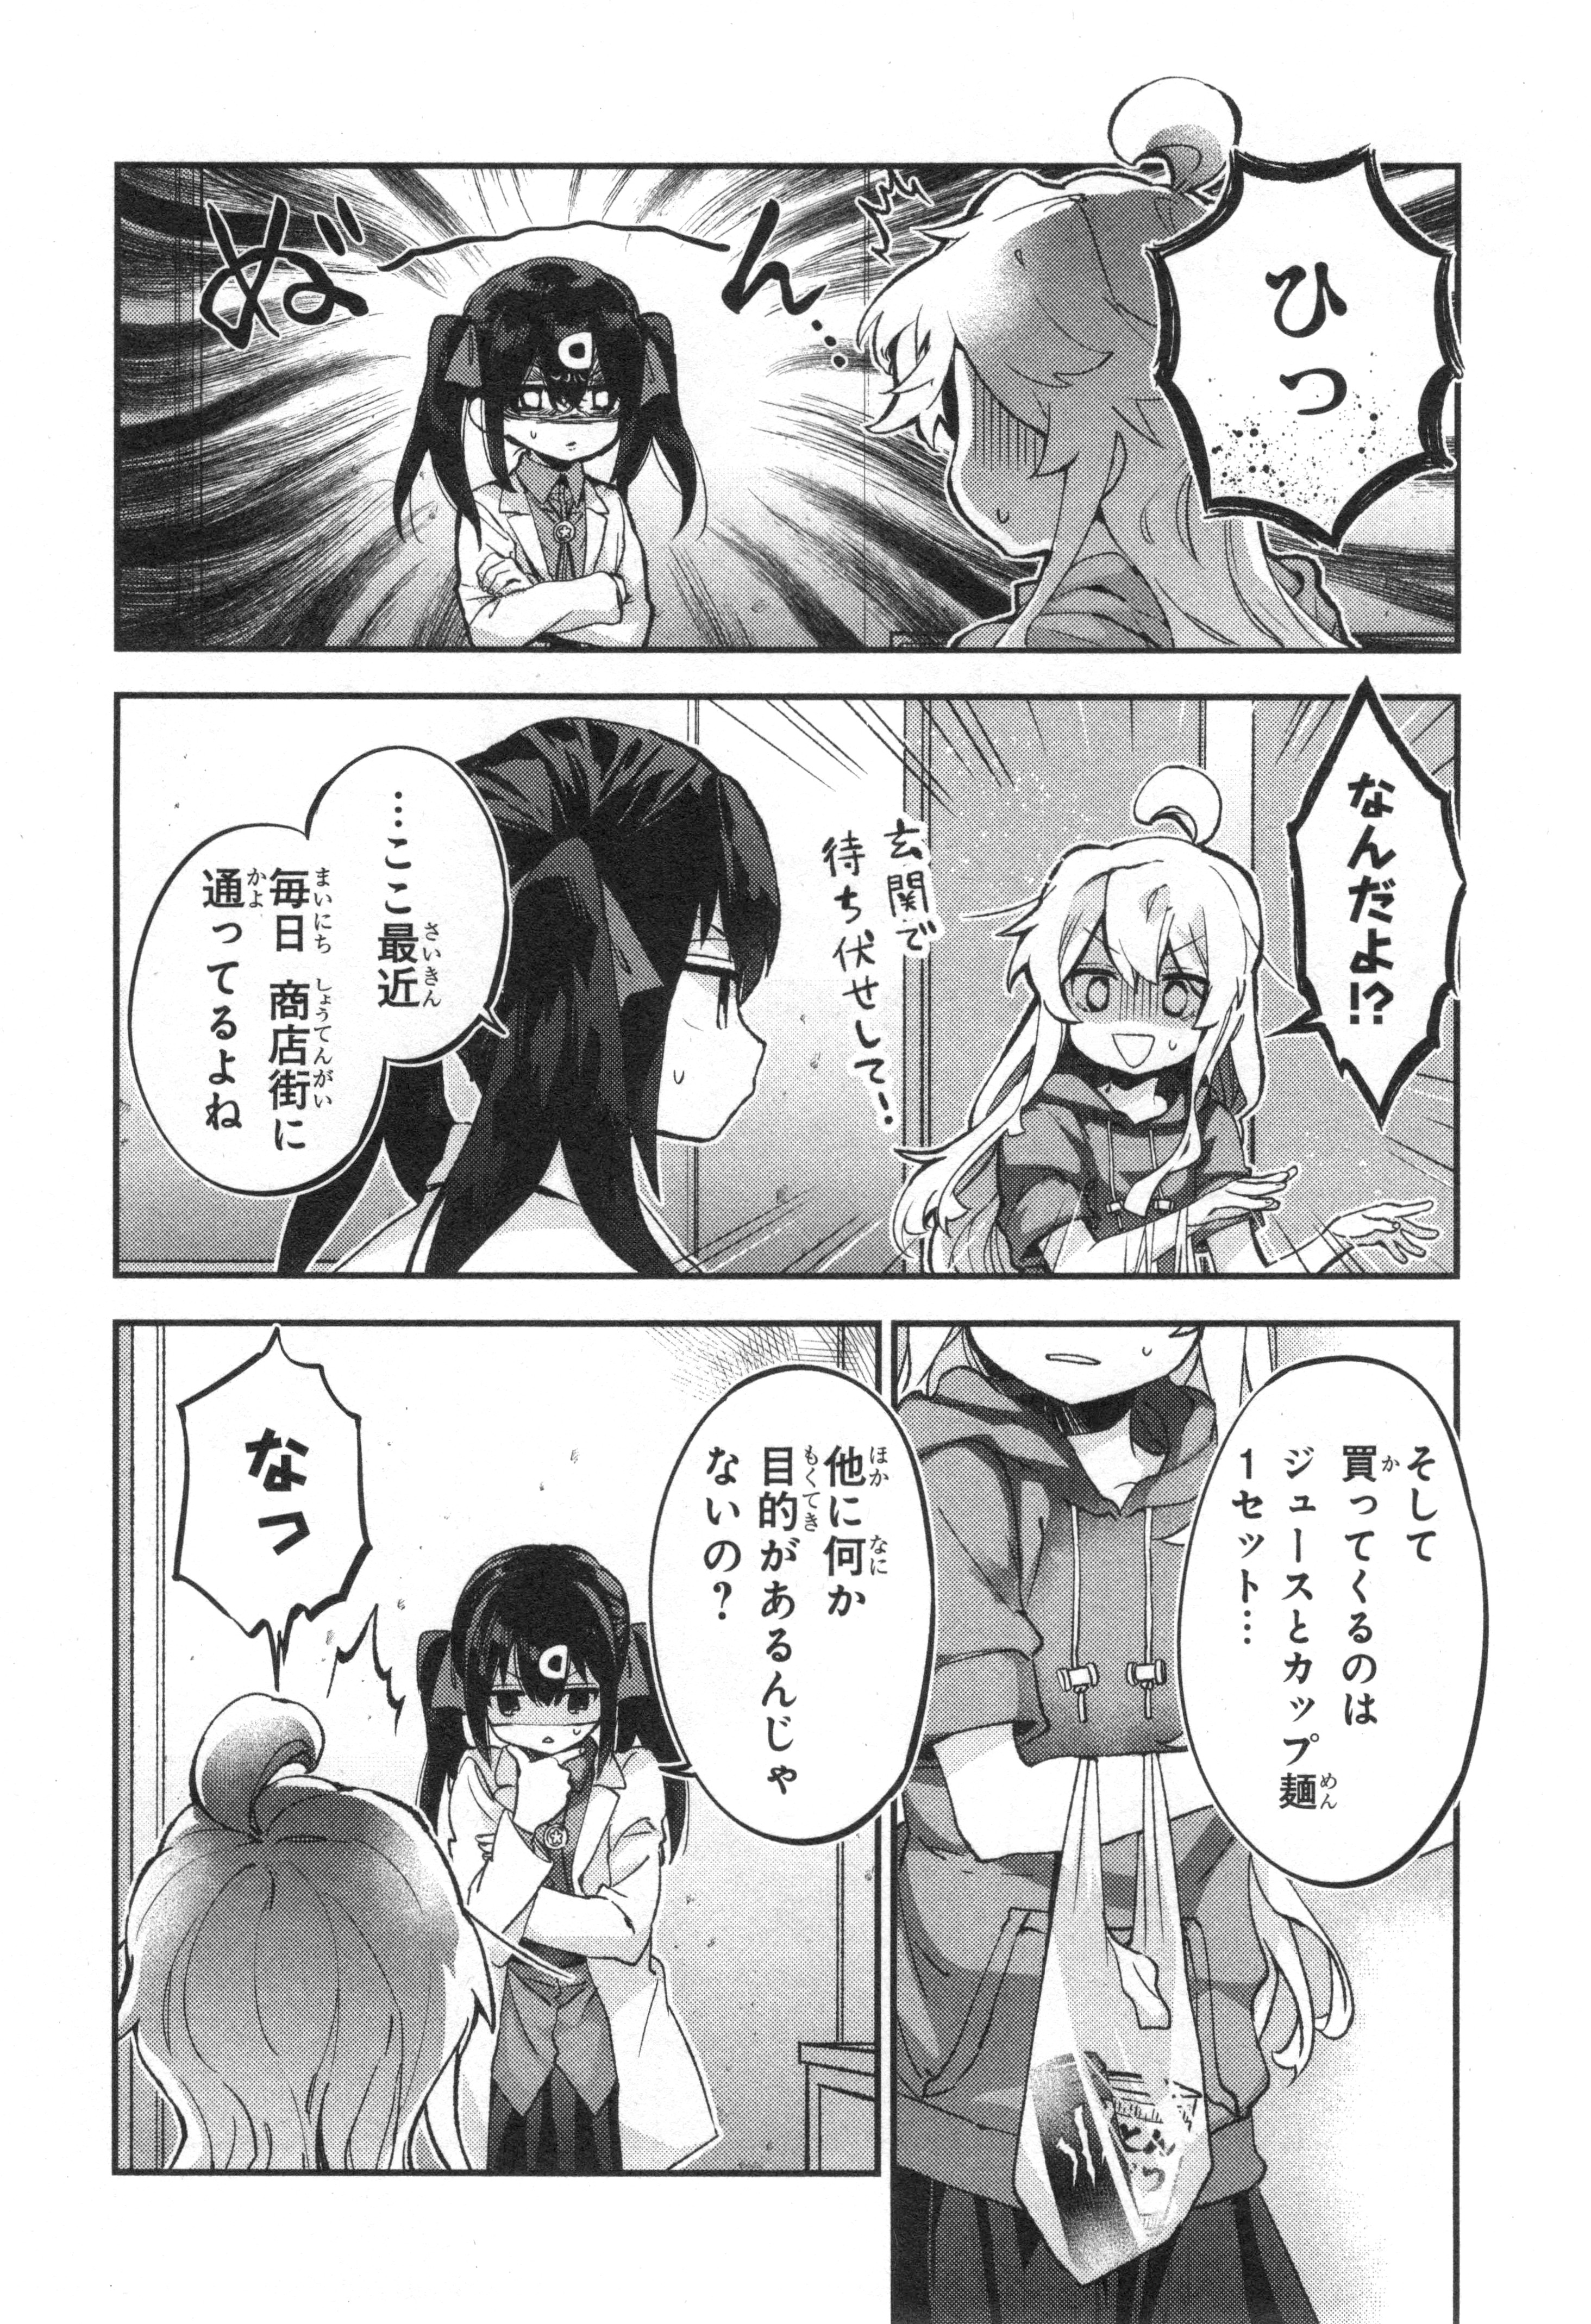 ひっ
ぬーん…
なんだよ!?
玄関で
待ち伏せしてー!
…ここ最近
毎日 商店街に
通ってるよね
そして
買ってくるのは
ジュースとカップ麺
1セット…
他に何か
目的があるんじゃ
ないの?
なっ